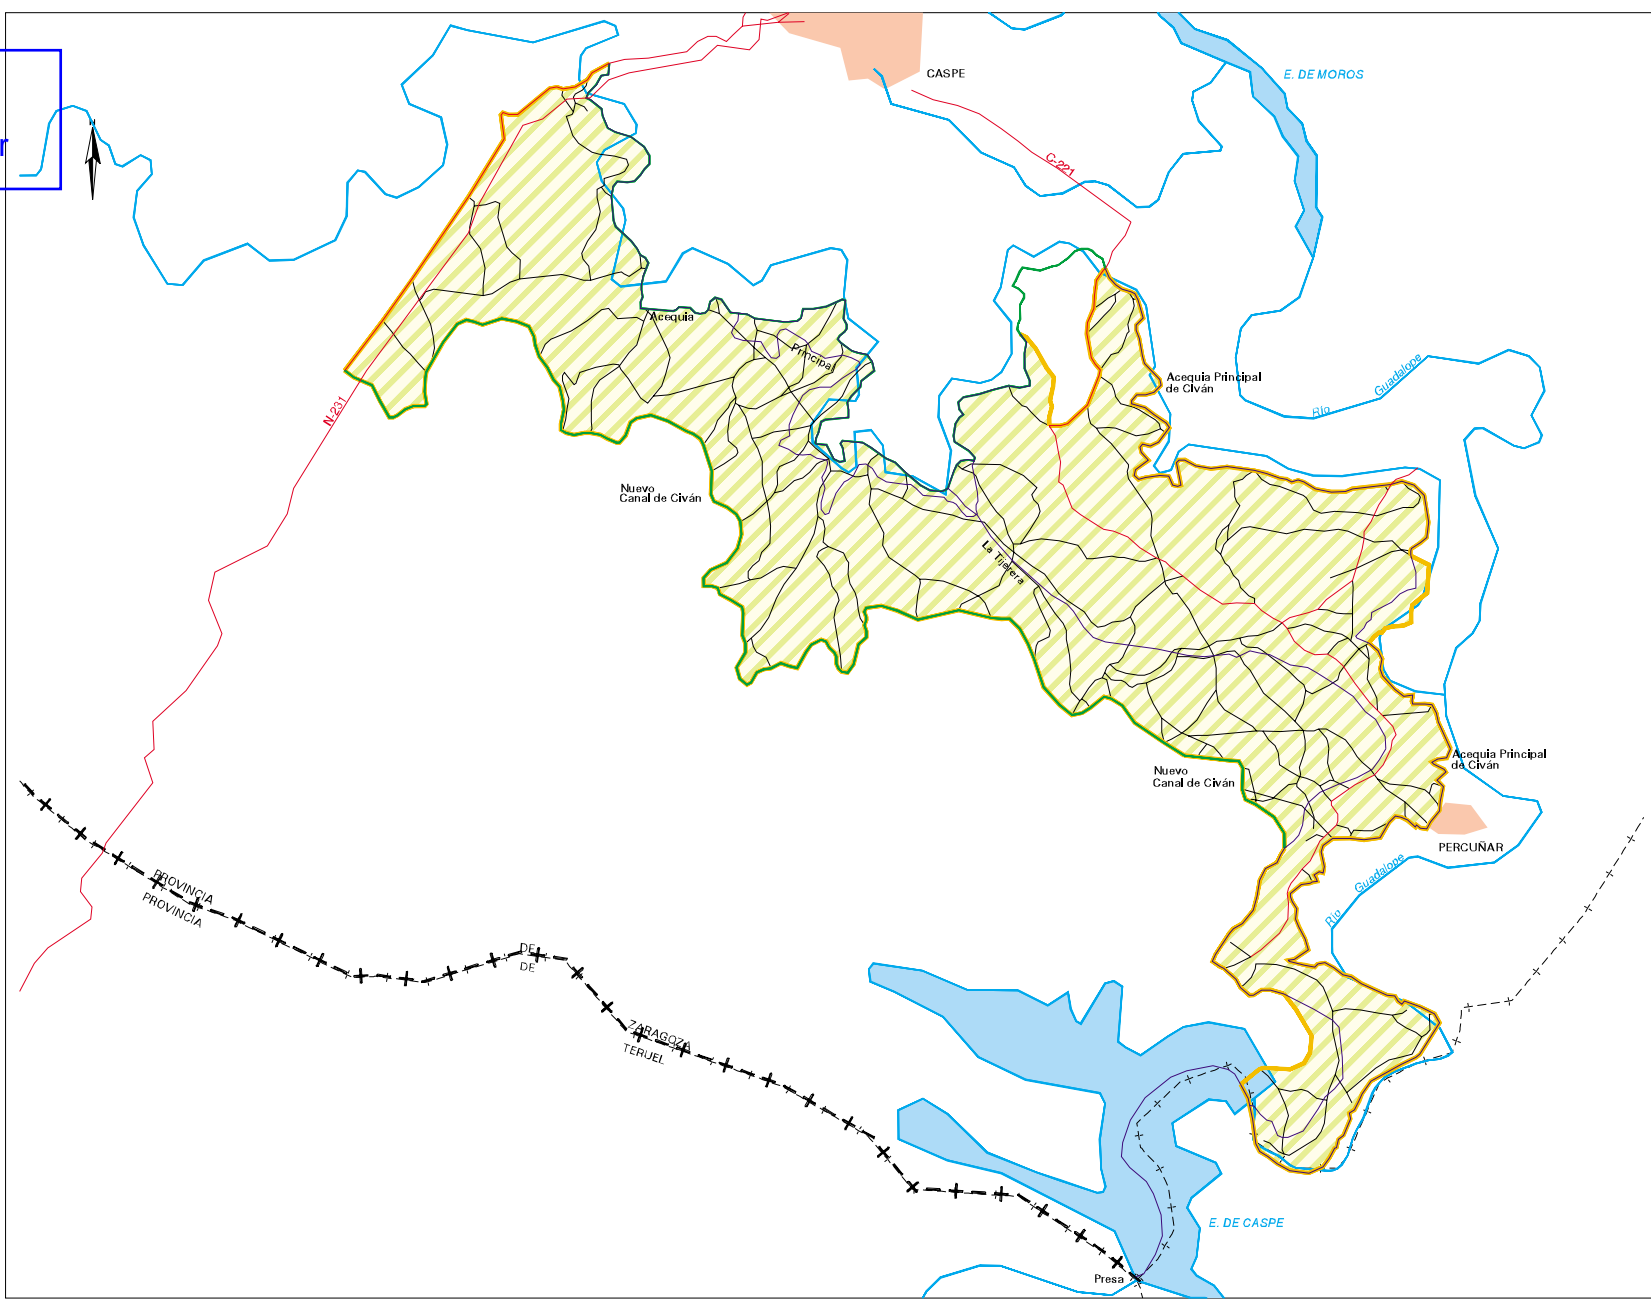 CASPE
E. DE MOROS
r
N
C-221
Acequia
Principal
Acequia Principal
de Civán
Río Guadalope
N-231
Nuevo
Canal de Civán
La Tijerera
Nuevo
Canal de Civán
Acequia Principal
de Civán
PERCUÑAR
Río Guadalope
PROVINCIA DE ZARAGOZA
PROVINCIA DE TERUEL
E. DE CASPE
Presa